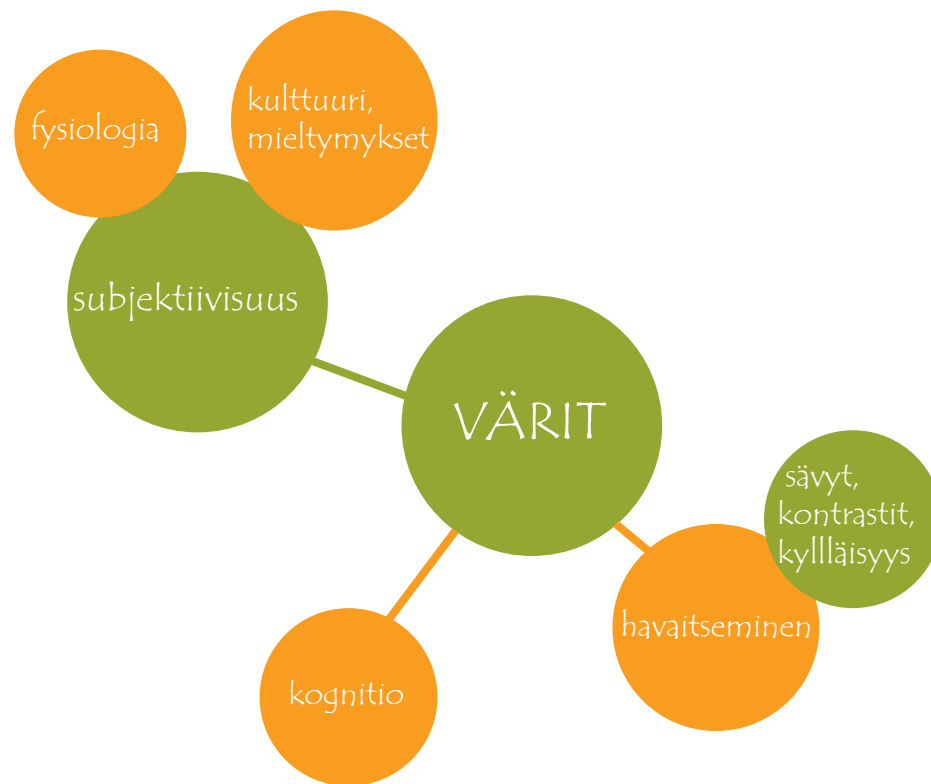 fysiologia
kulttuuri,
mieltymykset
subjektiivisuus
VÄRIT
sävyt,
kontrastit,
kyllläisyys
havaitseminen
kognitio